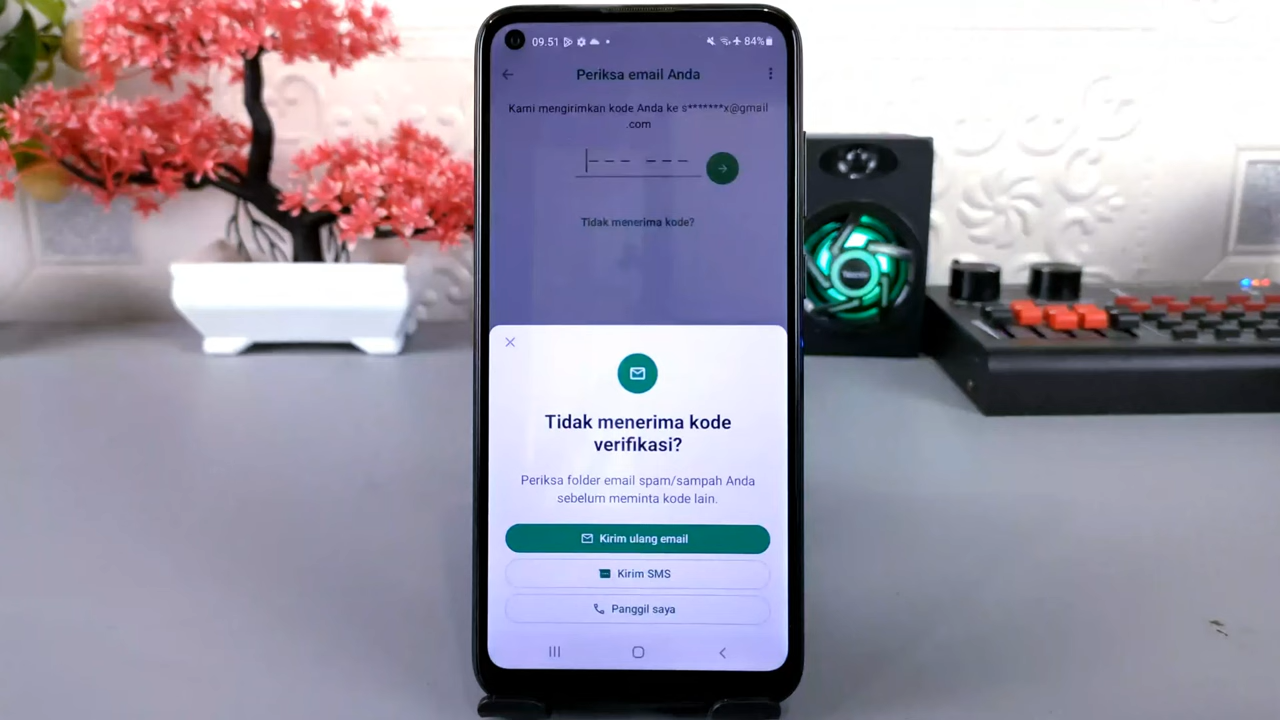 09.51
84%
Periksa email Anda
Kami mengirimkan kode Anda ke s*******x@gmail
.com
Tidak menerima kode?
Tidak menerima kode
verifikasi?
Periksa folder email spam/sampah Anda
sebelum meminta kode lain.
Kirim ulang email
Kirim SMS
Panggil saya